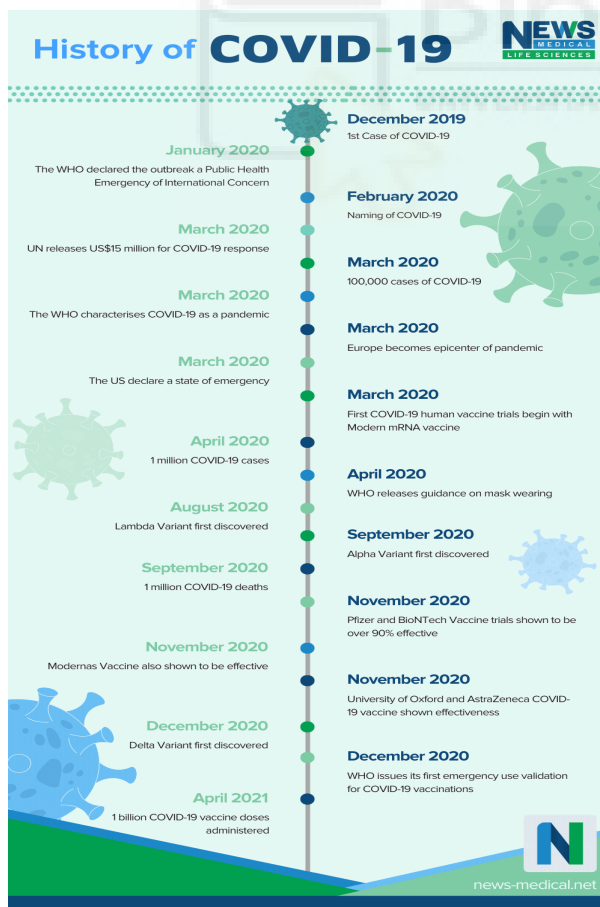 History of COVID-19
NEWS
MEDICAL
LIFE SCIENCES
December 2019
1st Case of COVID-19
January 2020
The WHO declared the outbreak a Public Health
Emergency of International Concern
February 2020
Naming of COVID-19
March 2020
UN releases US$15 million for COVID-19 response
March 2020
100,000 cases of COVID-19
March 2020
The WHO characterises COVID-19 as a pandemic
March 2020
Europe becomes epicenter of pandemic
March 2020
The US declare a state of emergency
March 2020
First COVID-19 human vaccine trials begin with
Modern mRNA vaccine
April 2020
1 million COVID-19 cases
April 2020
WHO releases guidance on mask wearing
August 2020
Lambda Variant first discovered
September 2020
Alpha Variant first discovered
September 2020
1 million COVID-19 deaths
November 2020
Pfizer and BioNTech Vaccine trials shown to be
over 90% effective
November 2020
Modernas Vaccine also shown to be effective
November 2020
University of Oxford and AstraZeneca COVID-
19 vaccine shown effectiveness
December 2020
Delta Variant first discovered
December 2020
WHO issues its first emergency use validation
for COVID-19 vaccinations
April 2021
1 billion COVID-19 vaccine doses
administered
N
news-medical.net